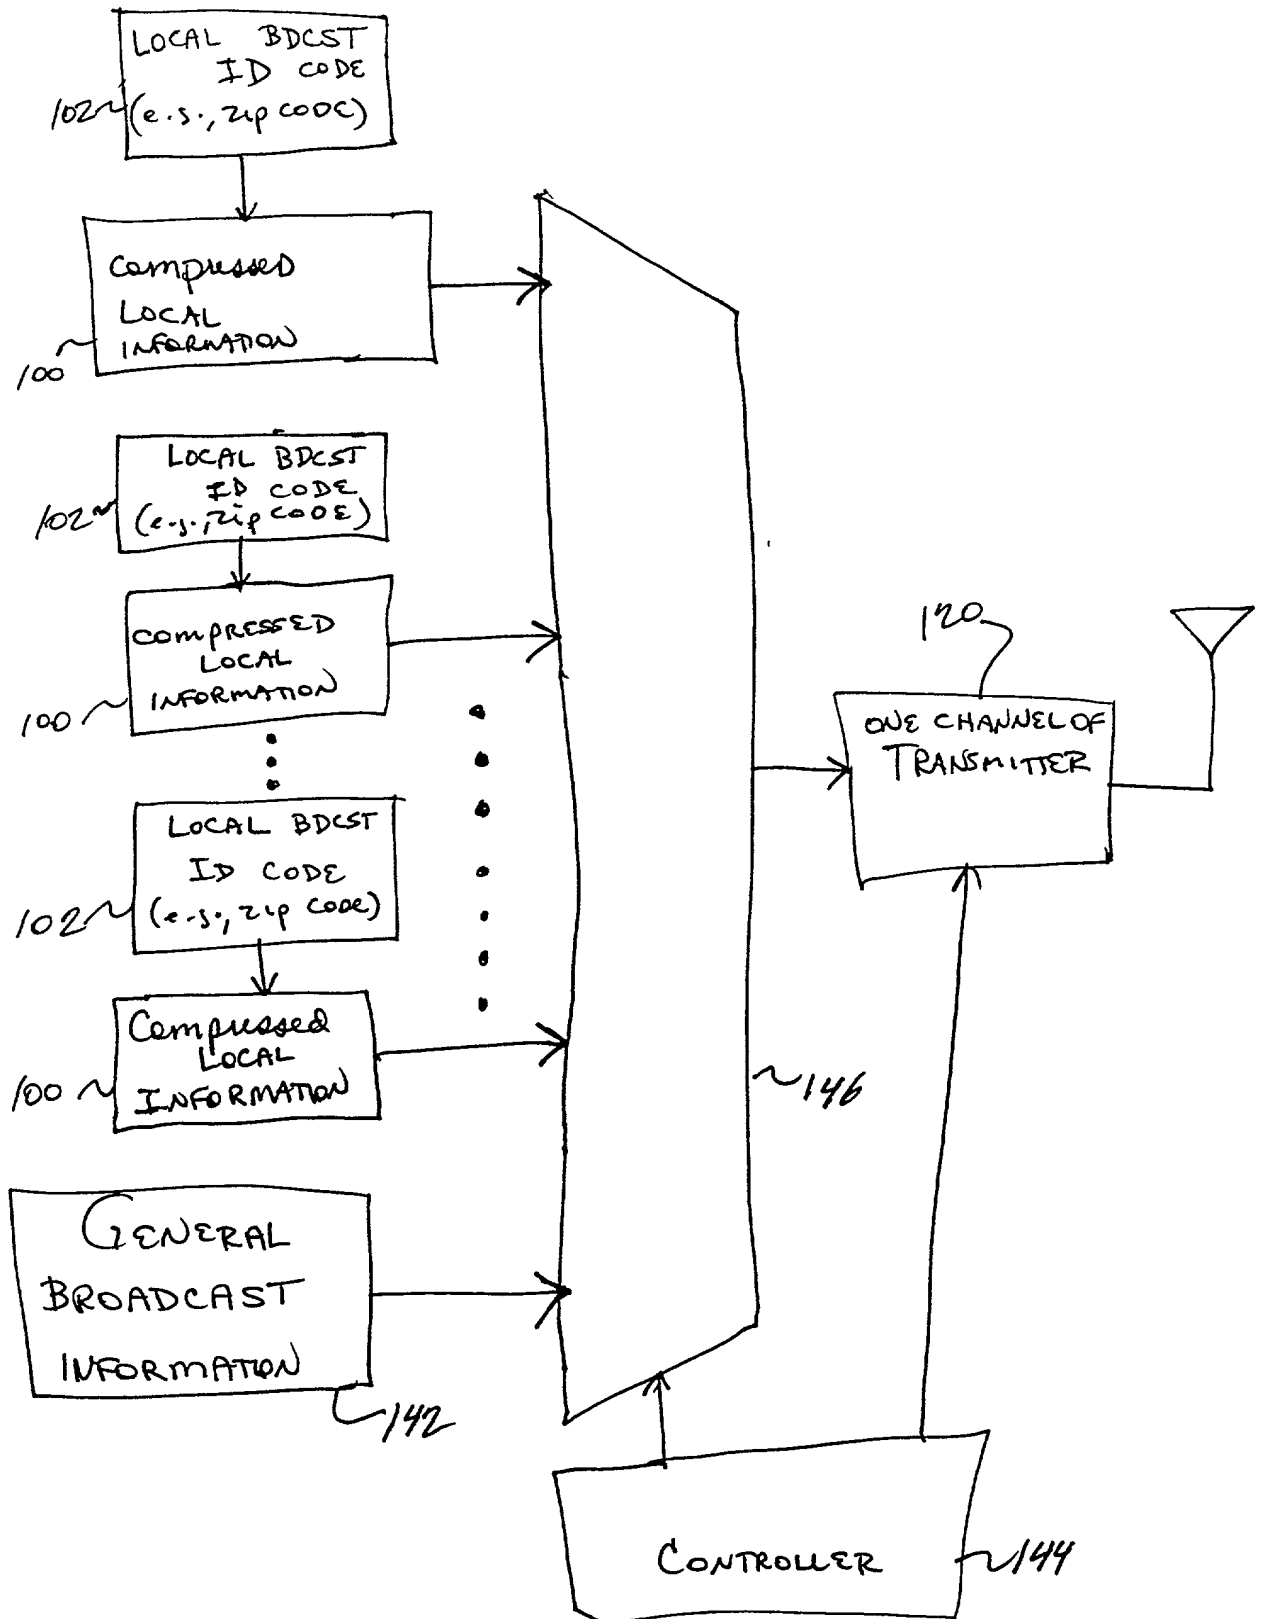 LOCAL BDCST
ID CODE
102 (e.g., zip CODE)
Compressed
LOCAL
INFORMATION
100
LOCAL BDCST
ID CODE
102 (e.g., zip CODE)
COMPRESSED
LOCAL
INFORMATION
100
120
ONE CHANNEL OF
TRANSMITTER
LOCAL BDCST
ID CODE
102 (e.g., zip CODE)
Compressed
LOCAL
100 INFORMATION
146
GENERAL
BROADCAST
INFORMATION
142
CONTROLLER 144